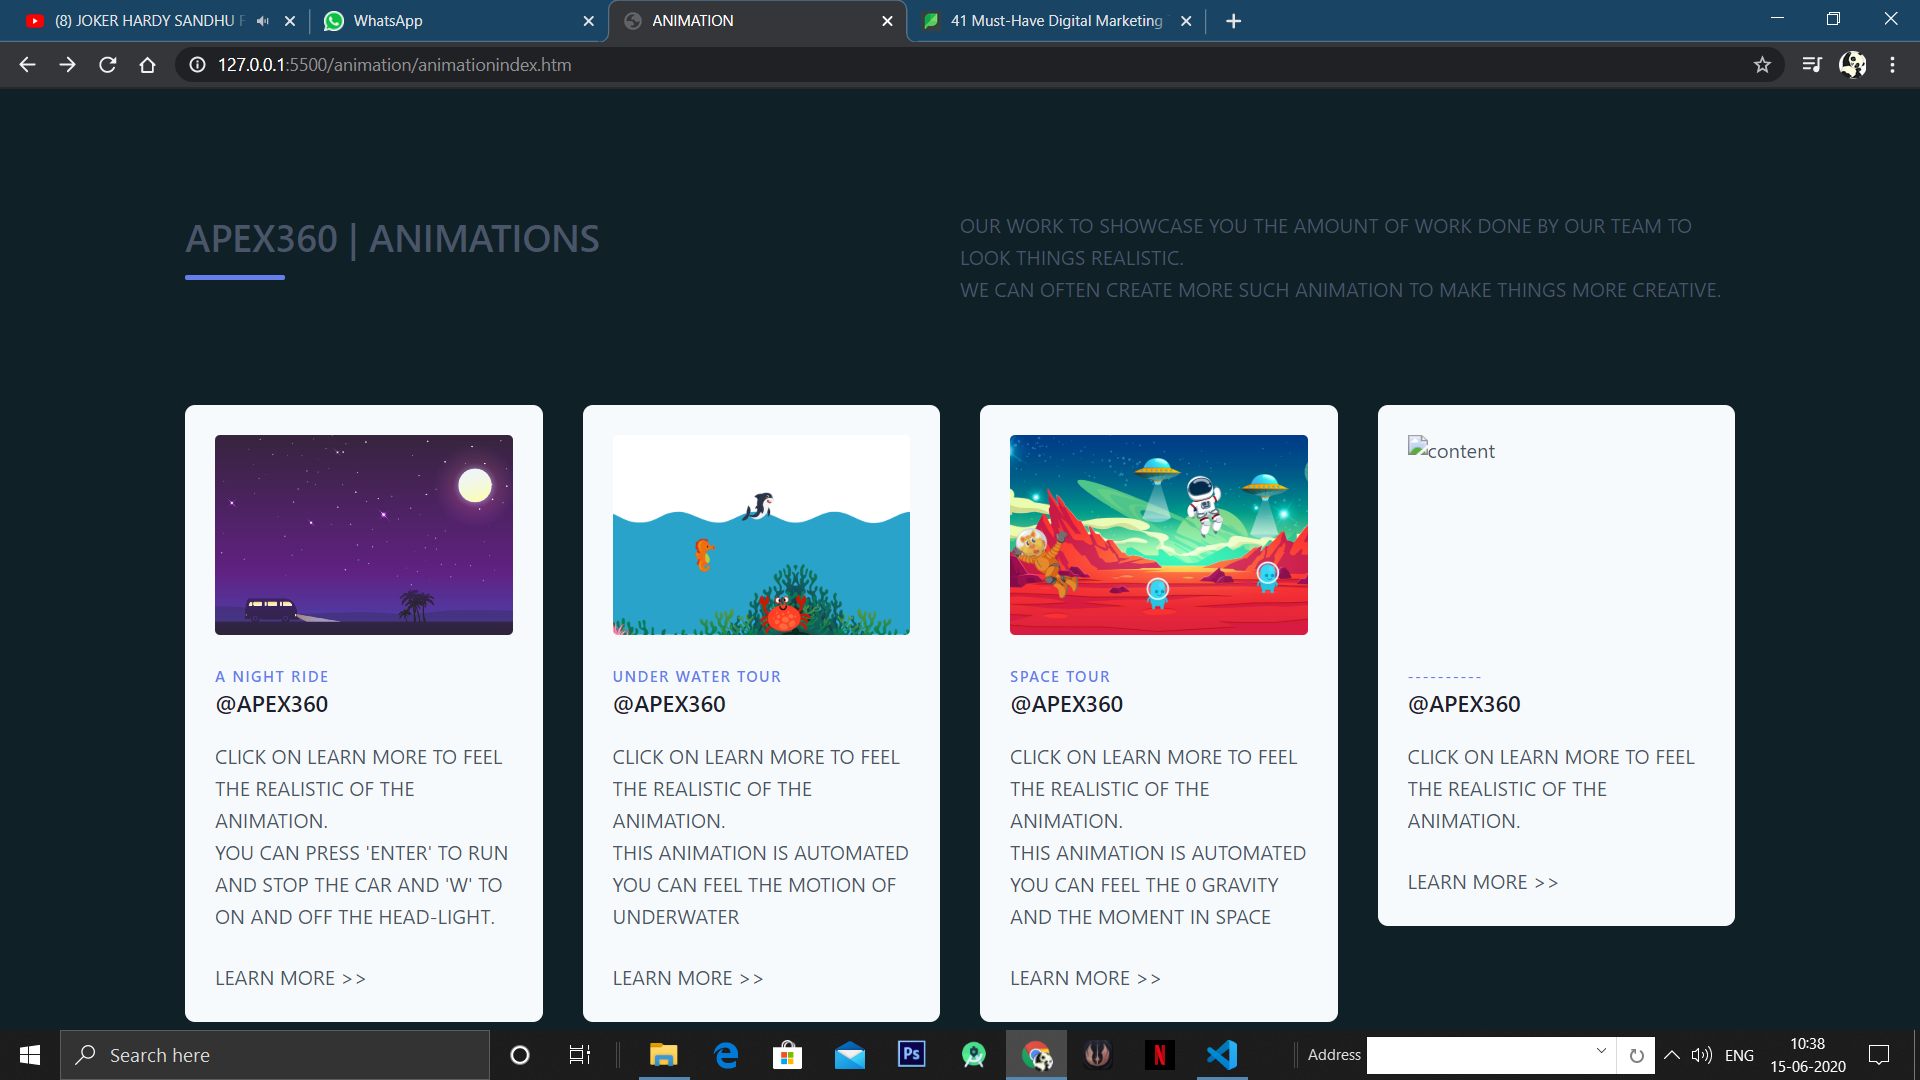 (8) JOKER HARDY SANDHU F
WhatsApp
ANIMATION
41 Must-Have Digital Marketing
127.0.0.1:5500/animation/animationindex.htm
APEX360 | ANIMATIONS
OUR WORK TO SHOWCASE YOU THE AMOUNT OF WORK DONE BY OUR TEAM TO
LOOK THINGS REALISTIC.
WE CAN OFTEN CREATE MORE SUCH ANIMATION TO MAKE THINGS MORE CREATIVE.
A NIGHT RIDE
@APEX360
CLICK ON LEARN MORE TO FEEL
THE REALISTIC OF THE
ANIMATION.
YOU CAN PRESS 'ENTER' TO RUN
AND STOP THE CAR AND 'W' TO
ON AND OFF THE HEAD-LIGHT.
LEARN MORE >>
UNDER WATER TOUR
@APEX360
CLICK ON LEARN MORE TO FEEL
THE REALISTIC OF THE
ANIMATION.
THIS ANIMATION IS AUTOMATED
YOU CAN FEEL THE MOTION OF
UNDERWATER
LEARN MORE >>
SPACE TOUR
@APEX360
CLICK ON LEARN MORE TO FEEL
THE REALISTIC OF THE
ANIMATION.
THIS ANIMATION IS AUTOMATED
YOU CAN FEEL THE 0 GRAVITY
AND THE MOMENT IN SPACE
LEARN MORE >>
content
----------
@APEX360
CLICK ON LEARN MORE TO FEEL
THE REALISTIC OF THE
ANIMATION.
LEARN MORE >>
Search here
Ps
N
Address
ENG
10:38
15-06-2020